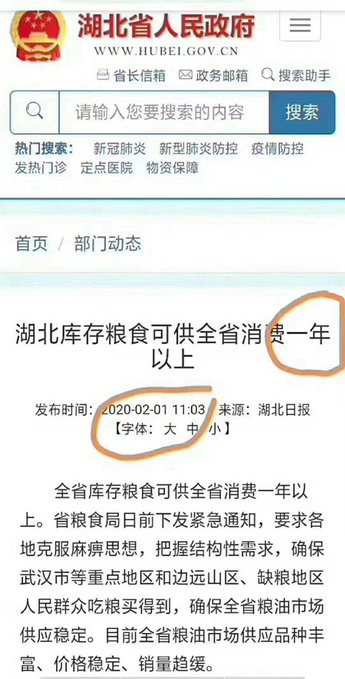 湖北省人民政府
WWW.HUBEI.GOV.CN
省长信箱 政务邮箱 搜索助手
请输入您要搜索的内容 搜索
热门搜索： 新冠肺炎 新型肺炎防控 疫情防控
发热门诊 定点医院 物资保障
首页 / 部门动态
湖北库存粮食可供全省消费一年
以上
发布时间：2020-02-01 11:03 来源：湖北日报
【字体： 大 中 小 】
全省库存粮食可供全省消费一年以
上。省粮食局日前下发紧急通知，要求各
地克服麻痹思想，把握结构性需求，确保
武汉市等重点地区和边远山区、缺粮地区
人民群众吃粮买得到，确保全省粮油市场
供应稳定。目前全省粮油市场供应品种丰
富、价格稳定、销量趋缓。